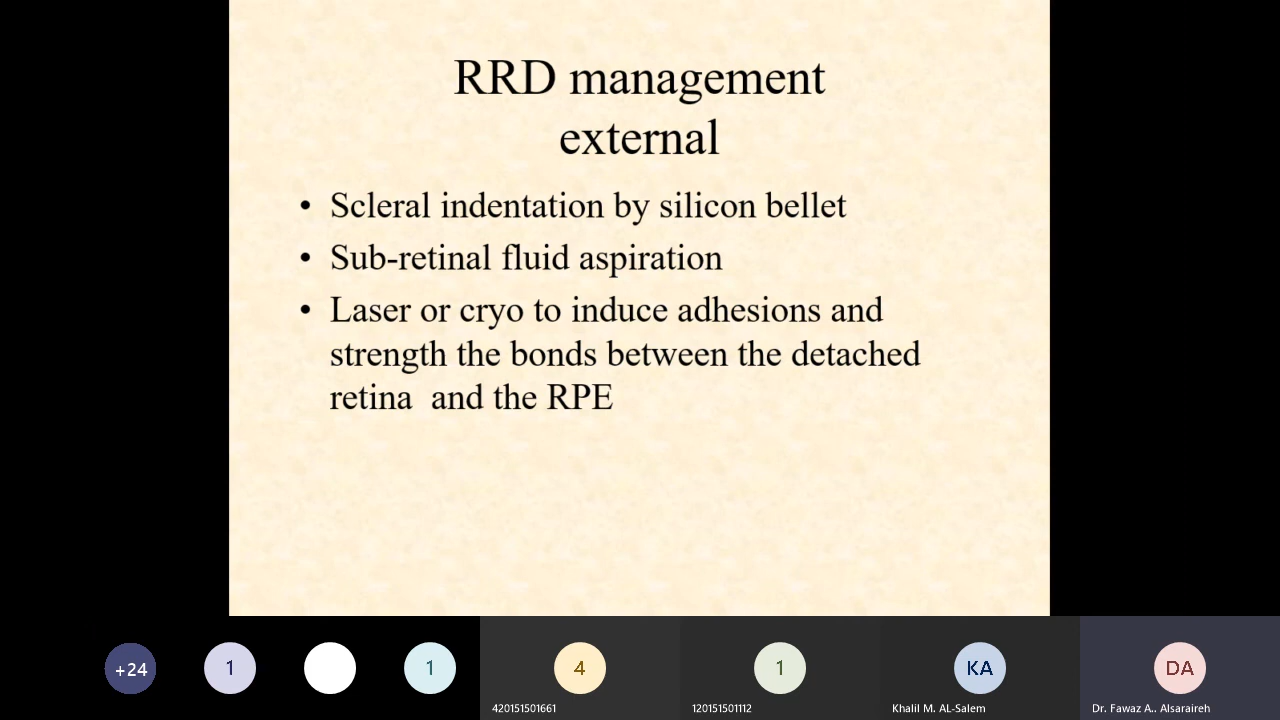 RRD management
external
• Scleral indentation by silicon bellet
• Sub-retinal fluid aspiration
• Laser or cryo to induce adhesions and
strength the bonds between the detached
retina and the RPE
+24
1
1
4
1
KA
DA
420151501661
120151501112
Khalil M. AL-Salem
Dr. Fawaz A.. Alsaraireh